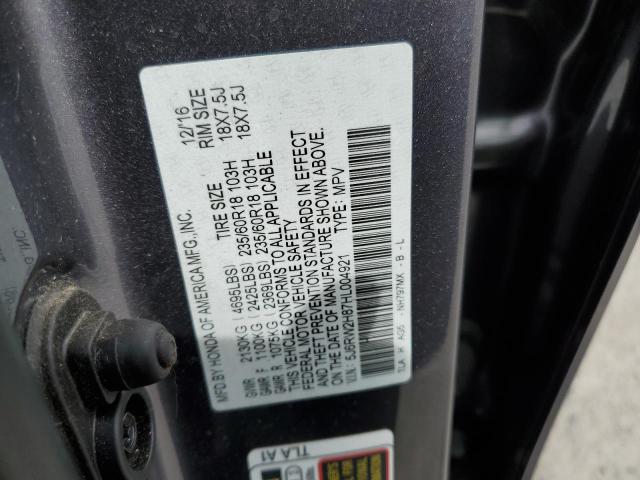 MFD.BY HONDA OF AMERICA MFG.,INC. 12/16
TIRE SIZE RIM SIZE
GVWR 2130KG (4695LBS)
GAWR F 1100KG (2425LBS) 235/60R18 103H 18X7.5J
GAWR R 1075KG (2369LBS) 235/60R18 103H 18X7.5J
THIS VEHICLE CONFORMS TO ALL APPLICABLE
FEDERAL MOTOR VEHICLE SAFETY
THEFT PREVENTION STANDARDS IN EFFECT
ON THE DATE OF MANUFACTURE SHOWN ABOVE.
V.I.N.: 5J6RW2H87HL004921 TYPE: MPV
TLA H AG5 - NH797MX - B - L
TLA A1
INC.